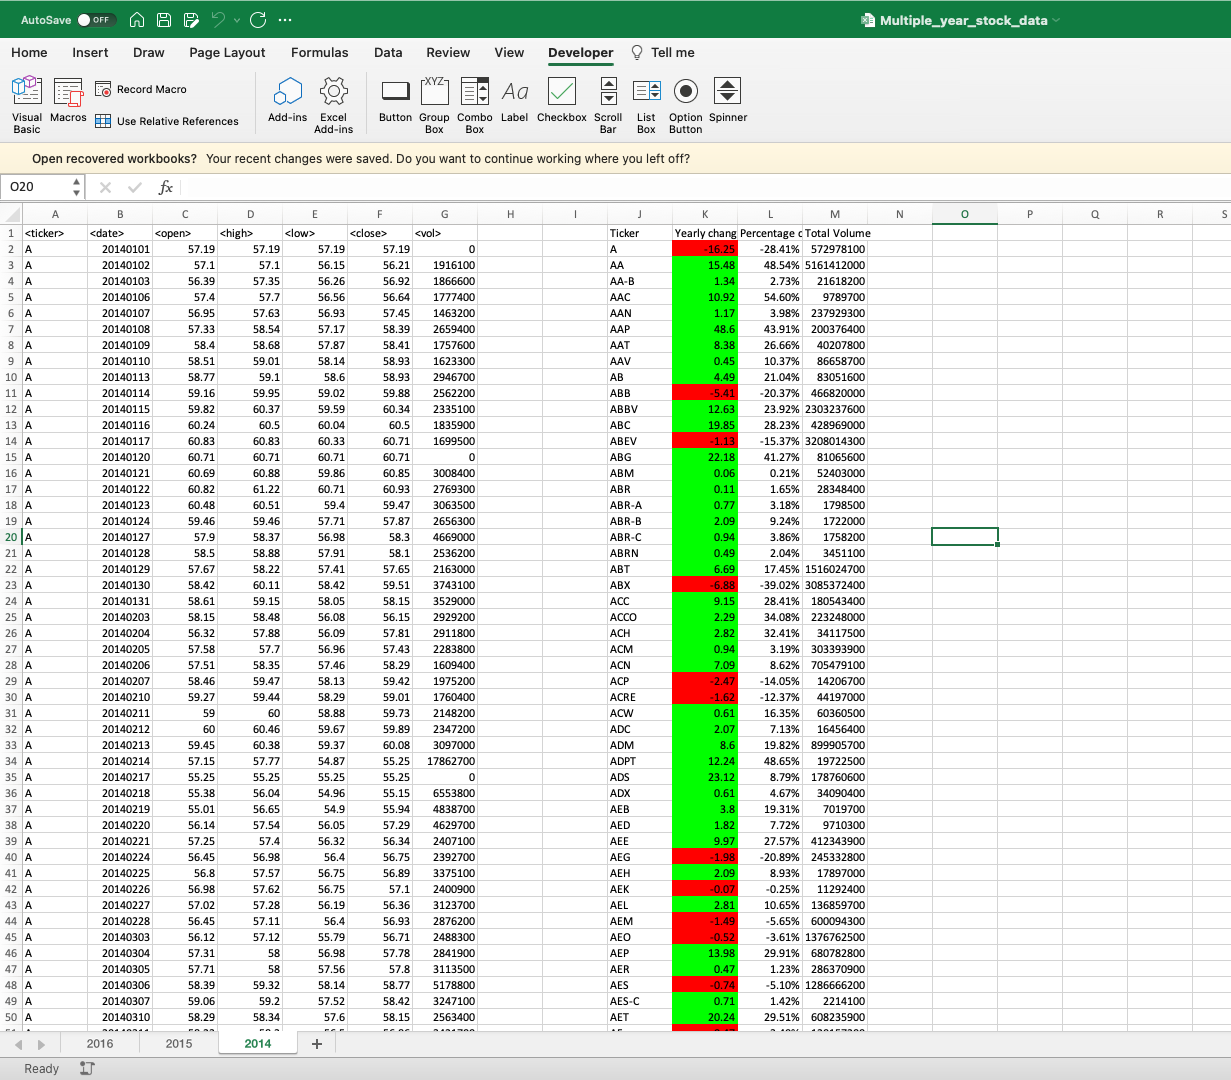 AutoSave OFF Multiple_year_stock_data
Home Insert Draw Page Layout Formulas Data Review View Developer Tell me
Visual Basic Macros Record Macro Use Relative References Add-ins Excel Add-ins Button Group Box Combo Box Label Checkbox Scroll Bar List Box Option Button Spinner
Open recovered workbooks? Your recent changes were saved. Do you want to continue working where you left off?
O20 fx
A B C D E F G H I J K L M N O P Q R S
1 <ticker> <date> <open> <high> <low> <close> <vol> Ticker Yearly chang Percentage c Total Volume
2 A 20140101 57.19 57.19 57.19 57.19 0 A -16.25 -28.41% 572978100
3 A 20140102 57.1 57.1 56.15 56.21 1916100 AA 15.48 48.54% 5161412000
4 A 20140103 56.39 57.35 56.26 56.92 1866600 AA-B 1.34 2.73% 21618200
5 A 20140106 57.4 57.7 56.56 56.64 1777400 AAC 10.92 54.60% 9789700
6 A 20140107 56.95 57.63 56.93 57.45 1463200 AAN 1.17 3.98% 237929300
7 A 20140108 57.33 58.54 57.17 58.39 2659400 AAP 48.6 43.91% 200376400
8 A 20140109 58.4 58.68 57.87 58.41 1757600 AAT 8.38 26.66% 40207800
9 A 20140110 58.51 59.01 58.14 58.93 1623300 AAV 0.45 10.37% 86658700
10 A 20140113 58.77 59.1 58.6 58.93 2946700 AB 4.49 21.04% 83051600
11 A 20140114 59.16 59.95 59.02 59.88 2562200 ABB -5.41 -20.37% 466820000
12 A 20140115 59.82 60.37 59.59 60.34 2335100 ABBV 12.63 23.92% 2303237600
13 A 20140116 60.24 60.5 60.04 60.5 1835900 ABC 19.85 28.23% 428969000
14 A 20140117 60.83 60.83 60.33 60.71 1699500 ABEV -1.13 -15.37% 3208014300
15 A 20140120 60.71 60.71 60.71 60.71 0 ABG 22.18 41.27% 81065600
16 A 20140121 60.69 60.88 59.86 60.85 3008400 ABM 0.06 0.21% 52403000
17 A 20140122 60.82 61.22 60.71 60.93 2769300 ABR 0.11 1.65% 28348400
18 A 20140123 60.48 60.51 59.4 59.47 3063500 ABR-A 0.77 3.18% 1798500
19 A 20140124 59.46 59.46 57.71 57.87 2656300 ABR-B 2.09 9.24% 1722000
20 A 20140127 57.9 58.37 56.98 58.3 4669000 ABR-C 0.94 3.86% 1758200
21 A 20140128 58.5 58.88 57.91 58.1 2536200 ABRN 0.49 2.04% 3451100
22 A 20140129 57.67 58.22 57.41 57.65 2163000 ABT 6.69 17.45% 1516024700
23 A 20140130 58.42 60.11 58.42 59.51 3743100 ABX -6.88 -39.02% 3085372400
24 A 20140131 58.61 59.15 58.05 58.15 3529000 ACC 9.15 28.41% 180543400
25 A 20140203 58.15 58.48 56.08 56.15 2929200 ACCO 2.29 34.08% 223248000
26 A 20140204 56.32 57.88 56.09 57.81 2911800 ACH 2.82 32.41% 34117500
27 A 20140205 57.58 57.7 56.96 57.43 2283800 ACM 0.94 3.19% 303393900
28 A 20140206 57.51 58.35 57.46 58.29 1609400 ACN 7.09 8.62% 705479100
29 A 20140207 58.46 59.47 58.13 59.42 1975200 ACP -2.47 -14.05% 14206700
30 A 20140210 59.27 59.44 58.29 59.01 1760400 ACRE -1.62 -12.37% 44197000
31 A 20140211 59 60 58.88 59.73 2148200 ACW 0.61 16.35% 60360500
32 A 20140212 60 60.46 59.67 59.89 2347200 ADC 2.07 7.13% 16456400
33 A 20140213 59.45 60.38 59.37 60.08 3097000 ADM 8.6 19.82% 899905700
34 A 20140214 57.15 57.77 54.87 55.25 17862700 ADPT 12.24 48.65% 19722500
35 A 20140217 55.25 55.25 55.25 55.25 0 ADS 23.12 8.79% 178760600
36 A 20140218 55.38 56.04 54.96 55.15 6553800 ADX 0.61 4.67% 34090400
37 A 20140219 55.01 56.65 54.9 55.94 4838700 AEB 3.8 19.31% 7019700
38 A 20140220 56.14 57.54 56.05 57.29 4629700 AED 1.82 7.72% 9710300
39 A 20140221 57.25 57.4 56.32 56.34 2407100 AEE 9.97 27.57% 412343900
40 A 20140224 56.45 56.98 56.4 56.75 2392700 AEG -1.98 -20.89% 245332800
41 A 20140225 56.8 57.57 56.75 56.89 3375100 AEH 2.09 8.93% 17897000
42 A 20140226 56.98 57.62 56.75 57.1 2400900 AEK -0.07 -0.25% 11292400
43 A 20140227 57.02 57.28 56.19 56.36 3123700 AEL 2.81 10.65% 136859700
44 A 20140228 56.45 57.11 56.4 56.93 2876200 AEM -1.49 -5.65% 600094300
45 A 20140303 56.12 57.12 55.79 56.71 2488300 AEO -0.52 -3.61% 1376762500
46 A 20140304 57.31 58 56.98 57.78 2841900 AEP 13.98 29.91% 680782800
47 A 20140305 57.71 58 57.56 57.8 3113500 AER 0.47 1.23% 286370900
48 A 20140306 58.39 59.32 58.14 58.77 5178800 AES -0.74 -5.10% 1286666200
49 A 20140307 59.06 59.2 57.52 58.42 3247100 AES-C 0.71 1.42% 2214100
50 A 20140310 58.29 58.34 57.6 58.15 2563400 AET 20.24 29.51% 608235900
2016 2015 2014 +
Ready